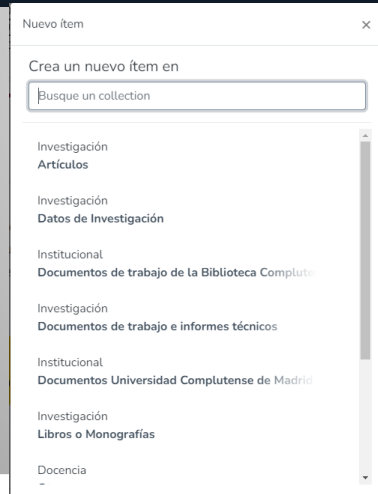 Nuevo ítem
×
Crea un nuevo ítem en
Busque un collection
Investigación
Artículos
Investigación
Datos de Investigación
Institucional
Documentos de trabajo de la Biblioteca
Investigación
Documentos de trabajo e informes técnicos
Institucional
Documentos Universidad Complutense de Madrid
Investigación
Libros o Monografías
Docencia